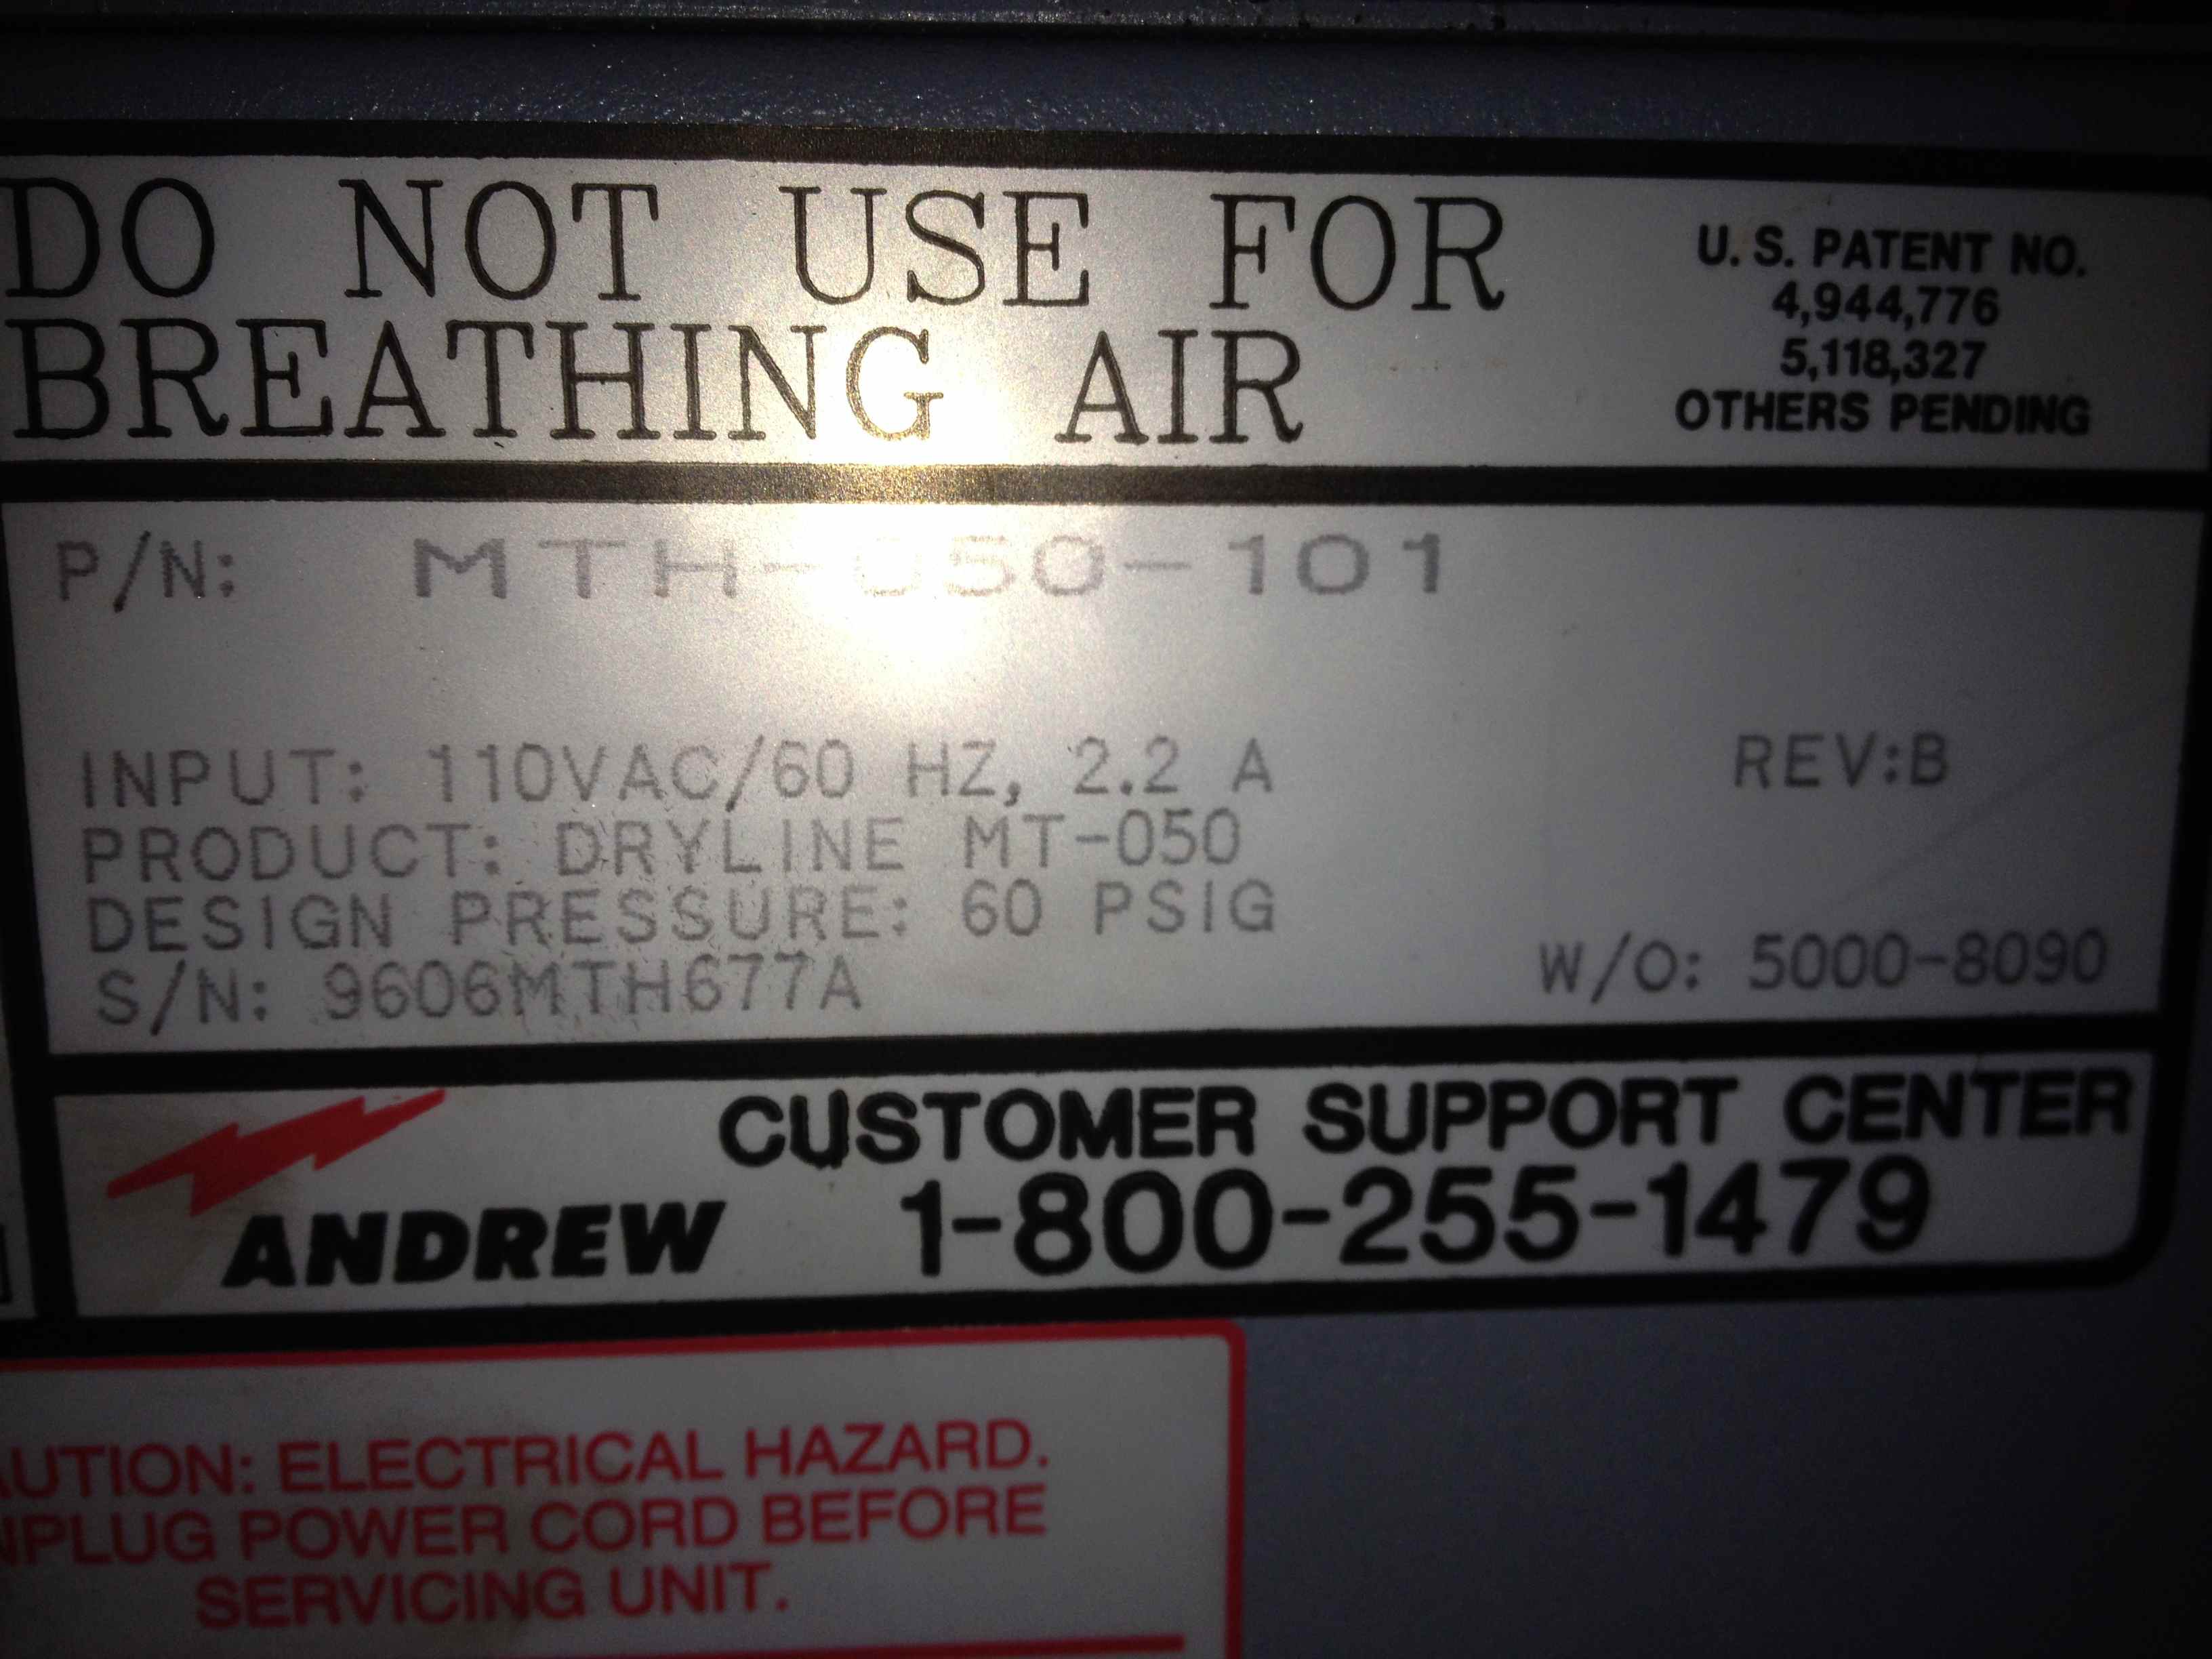 DO NOT USE FOR
BREATHING AIR
U. S. PATENT NO.
4,944,776
5,118,327
OTHERS PENDING
P/N: MTH-050-101
INPUT: 110VAC/60 HZ, 2.2 A
REV:B
PRODUCT: DRYLINE MT-050
DESIGN PRESSURE: 60 PSIG
S/N: 9606MTH677A
W/O: 5000-8090
ANDREW
CUSTOMER SUPPORT CENTER
1-800-255-1479
AUTION: ELECTRICAL HAZARD.
NPLUG POWER CORD BEFORE
SERVICING UNIT.